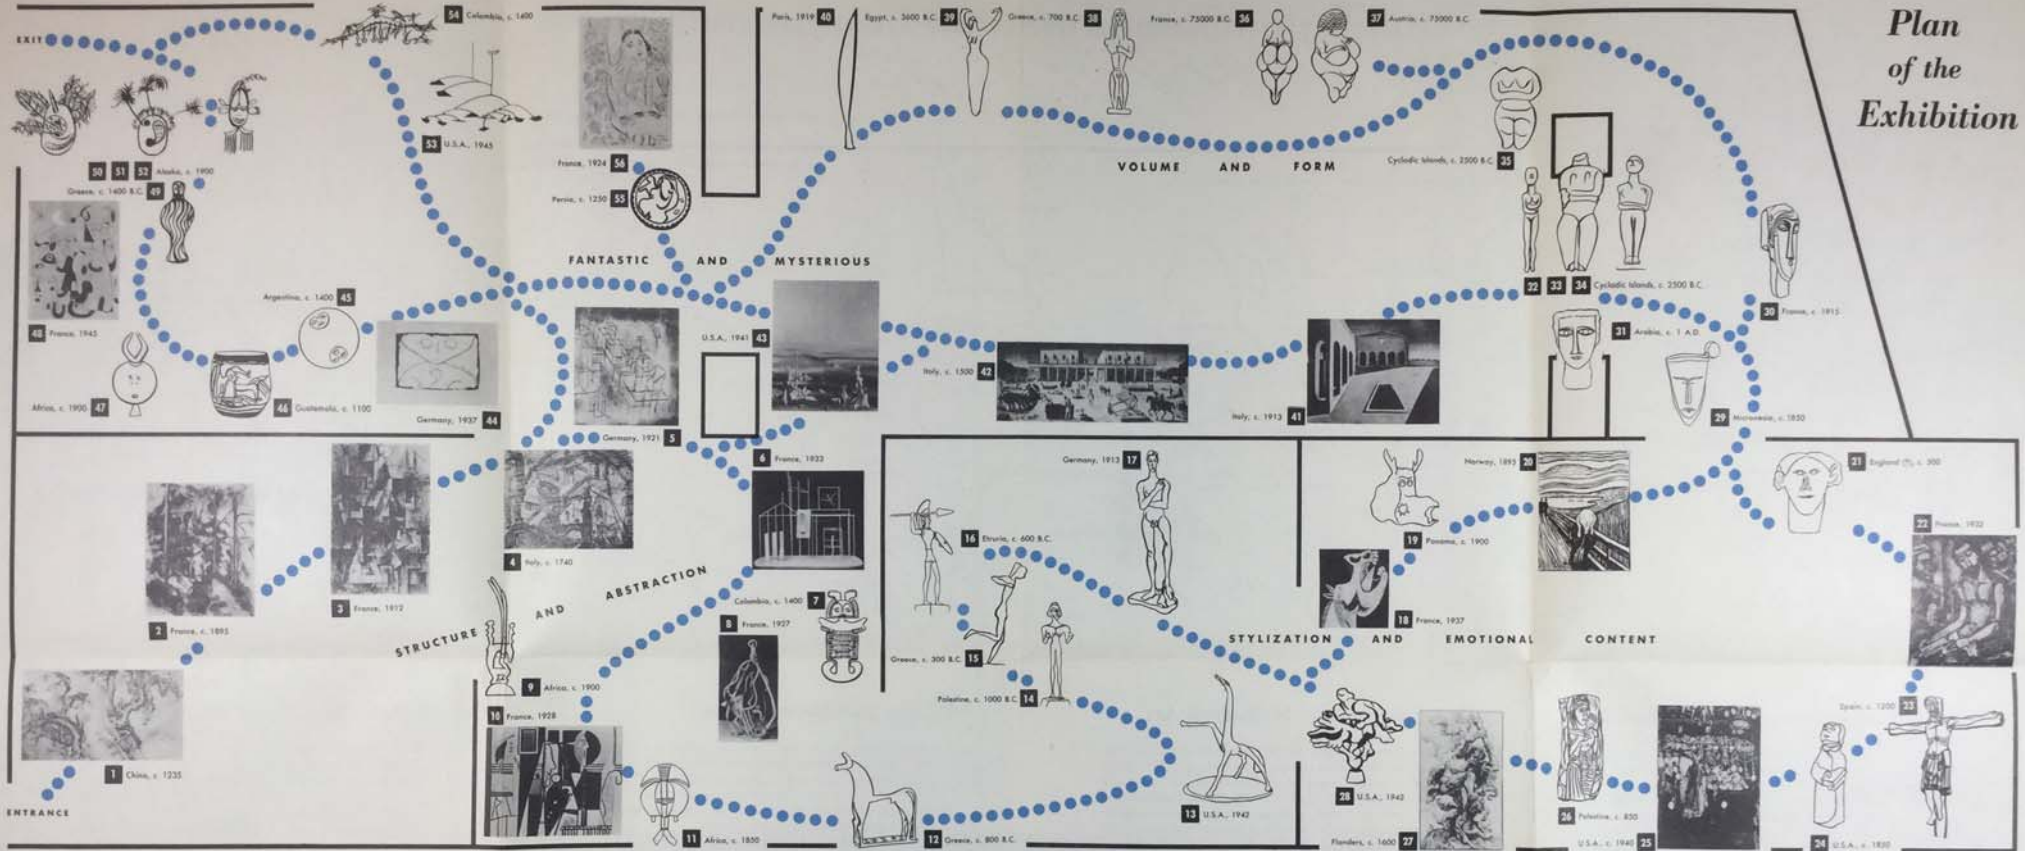 Plan
of the
Exhibition
EXIT
54 Colombia, c. 1400
Paris, 1919 40
Egypt, c. 3600 B.C. 39
Greece, c. 700 B.C. 38
France, c. 75000 B.C. 36
37 Austria, c. 75000 B.C.
53 U.S.A., 1945
France, 1924 56
Persia, c. 1250 55
50 51 52 Alaska, c. 1900
Greece, c. 1400 B.C. 49
VOLUME AND FORM
Cycladic Islands, c. 2500 B.C. 35
32 33 34 Cycladic Islands, c. 2500 B.C.
30 France, c. 1915
31 Arabia, c. 1 A.D.
29 Micronesia, c. 1850
FANTASTIC AND MYSTERIOUS
48 France, 1945
Argentina, c. 1400 45
Africa, c. 1900 47
46 Guatemala, c. 1100
Germany, 1937 44
U.S.A., 1941 43
Italy, c. 1500 42
Italy, c. 1913 41
Germany, 1921 5
6 France, 1933
Germany, 1913 17
Norway, 1895 20
21 England (?), c. 300
22 France, 1932
19 Panama, c. 1900
16 Etruria, c. 600 B.C.
4 Italy, c. 1740
3 France, 1912
2 France, c. 1895
STRUCTURE AND ABSTRACTION
Colombia, c. 1400 7
8 France, 1927
18 France, 1937
STYLIZATION AND EMOTIONAL CONTENT
Greece, c. 300 B.C. 15
Palestine, c. 1000 B.C. 14
9 Africa, c. 1900
10 France, 1928
Spain, c. 1200 23
1 China, c. 1235
ENTRANCE
28 U.S.A., 1942
13 U.S.A., 1942
26 Palestine, c. 850
11 Africa, c. 1850
12 Greece, c. 800 B.C.
Flanders, c. 1600 27
U.S.A., c. 1940 25
24 U.S.A., c. 1850